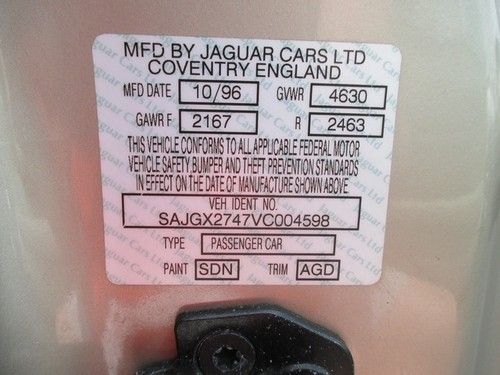 MFD BY JAGUAR CARS LTD
COVENTRY ENGLAND
MFD DATE 10/96 GVWR 4630
GAWR F 2167 R 2463
THIS VEHICLE CONFORMS TO ALL APPLICABLE FEDERAL MOTOR
VEHICLE SAFETY, BUMPER AND THEFT PREVENTION STANDARDS
IN EFFECT ON THE DATE OF MANUFACTURE SHOWN ABOVE.
VEH. IDENT. NO.
SAJGX2747VC004598
TYPE PASSENGER CAR
PAINT SDN TRIM AGD